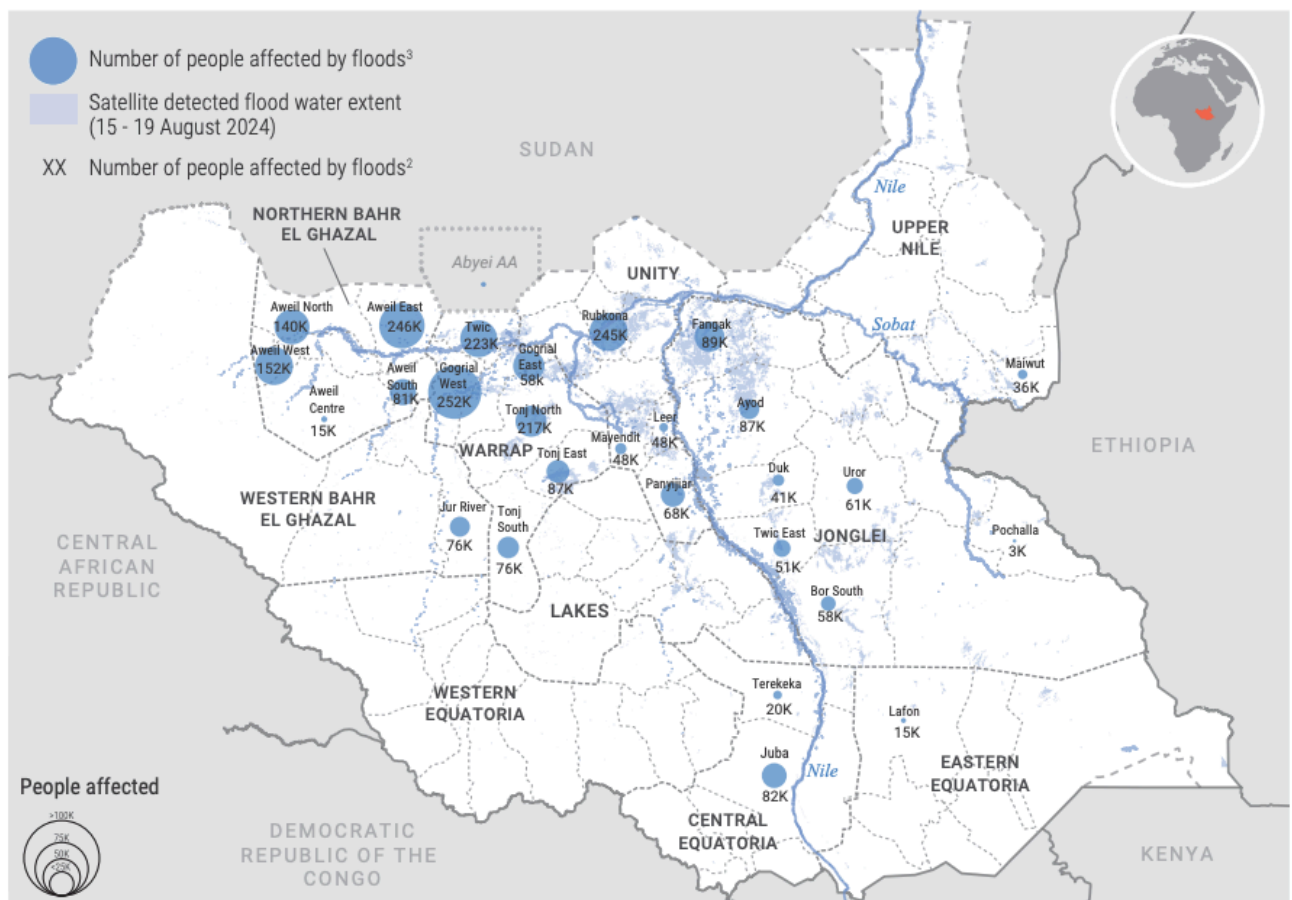 Number of people affected by floods³
Satellite detected flood water extent
(15 - 19 August 2024)
XX Number of people affected by floods²
SUDAN
Nile
NORTHERN BAHR
EL GHAZAL
UPPER
NILE
Abyei AA
UNITY
Aweil North
140K
Aweil East
246K
Twic
223K
Rubkona
245K
Fangak
89K
Sobat
Aweil West
152K
Aweil
South
81K
Gogrial
West
252K
Gogrial
East
58K
Maiwut
36K
Aweil
Centre
15K
Tonj North
217K
Leer
48K
Ayod
87K
Mayendit
48K
WARRAP
Tonj East
87K
ETHIOPIA
Panyijiar
68K
Duk
41K
Uror
61K
WESTERN BAHR
EL GHAZAL
Jur River
76K
Tonj
South
76K
Twic East
51K
JONGLEI
Pochalla
3K
CENTRAL
AFRICAN
REPUBLIC
Bor South
58K
LAKES
WESTERN
EQUATORIA
Terekeka
20K
Lafon
15K
Juba
82K
Nile
EASTERN
EQUATORIA
CENTRAL
EQUATORIA
People affected
>100K
75K
50K
<25K
DEMOCRATIC
REPUBLIC OF THE
CONGO
KENYA